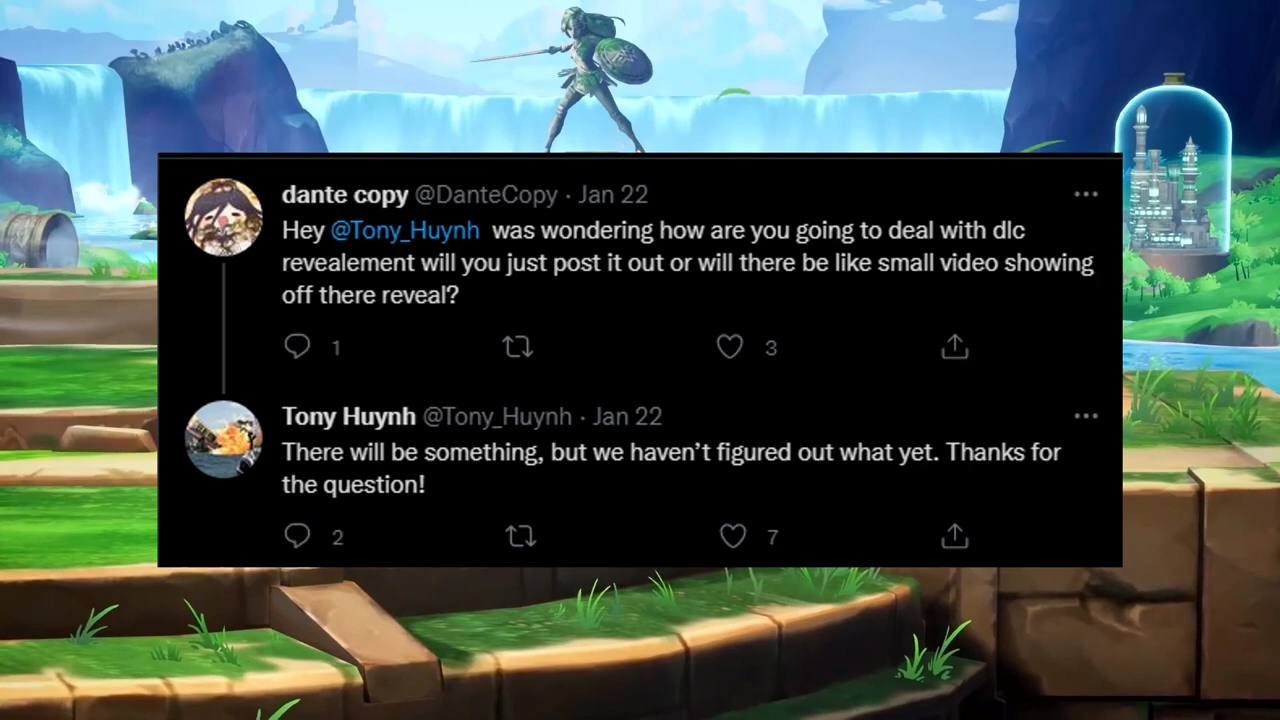 dante copy @DanteCopy · Jan 22
Hey @Tony_Huynh was wondering how are you going to deal with dlc
revealement will you just post it out or will there be like small video showing
off there reveal?
1 3
Tony Huynh @Tony_Huynh · Jan 22
There will be something, but we haven’t figured out what yet. Thanks for
the question!
2 7